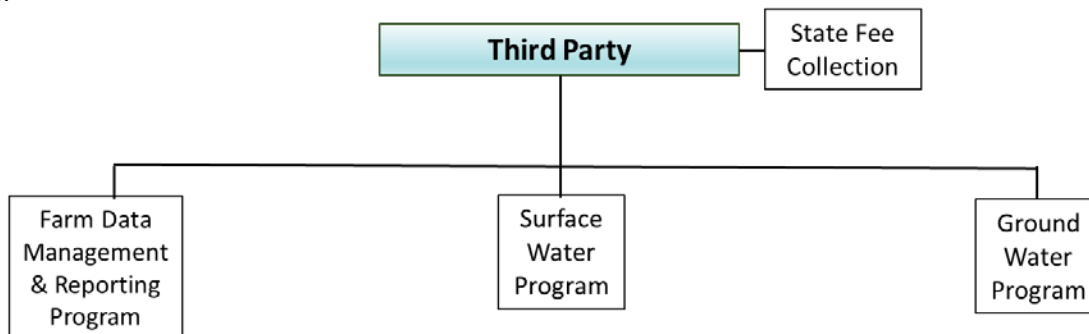 Third Party
State Fee
Collection
Farm Data
Management
& Reporting
Program
Surface
Water
Program
Ground
Water
Program